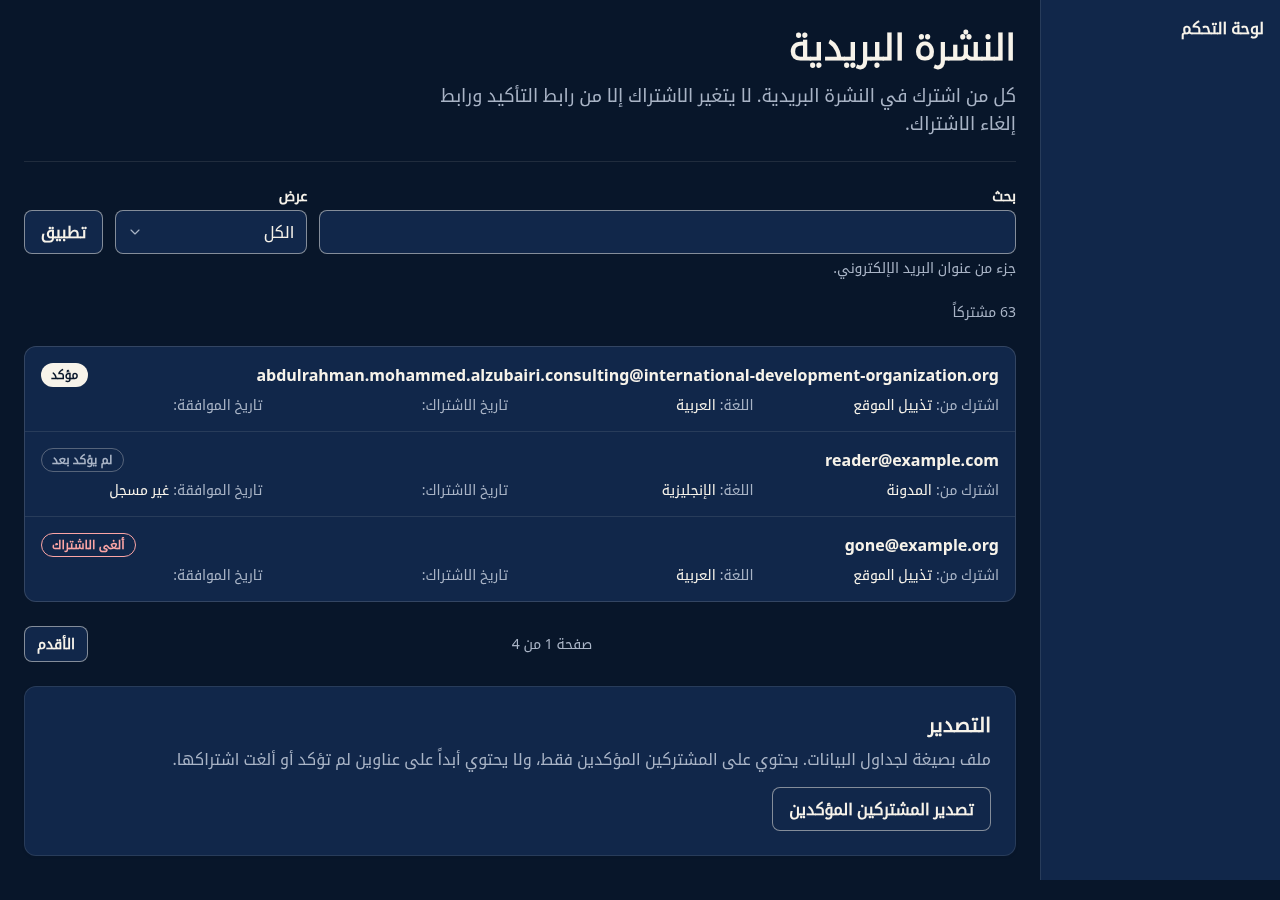 لوحة التحكم
النشرة البريدية
كل من اشترك في النشرة البريدية. لا يتغير الاشتراك إلا من رابط التأكيد ورابط
إلغاء الاشتراك.
بحث
عرض
الكل
تطبيق
جزء من عنوان البريد الإلكتروني.
63 مشتركاً
abdulrahman.mohammed.alzubairi.consulting@international-development-organization.org
مؤكد
اشترك من: تذييل الموقع
اللغة: العربية
تاريخ الاشتراك:
تاريخ الموافقة:
reader@example.com
لم يؤكد بعد
اشترك من: المدونة
اللغة: الإنجليزية
تاريخ الاشتراك:
تاريخ الموافقة: غير مسجل
gone@example.org
ألغى الاشتراك
اشترك من: تذييل الموقع
اللغة: العربية
تاريخ الاشتراك:
تاريخ الموافقة:
صفحة 1 من 4
الأقدم
التصدير
ملف بصيغة لجداول البيانات. يحتوي على المشتركين المؤكدين فقط، ولا يحتوي أبداً على عناوين لم تؤكد أو ألغت اشتراكها.
تصدير المشتركين المؤكدين